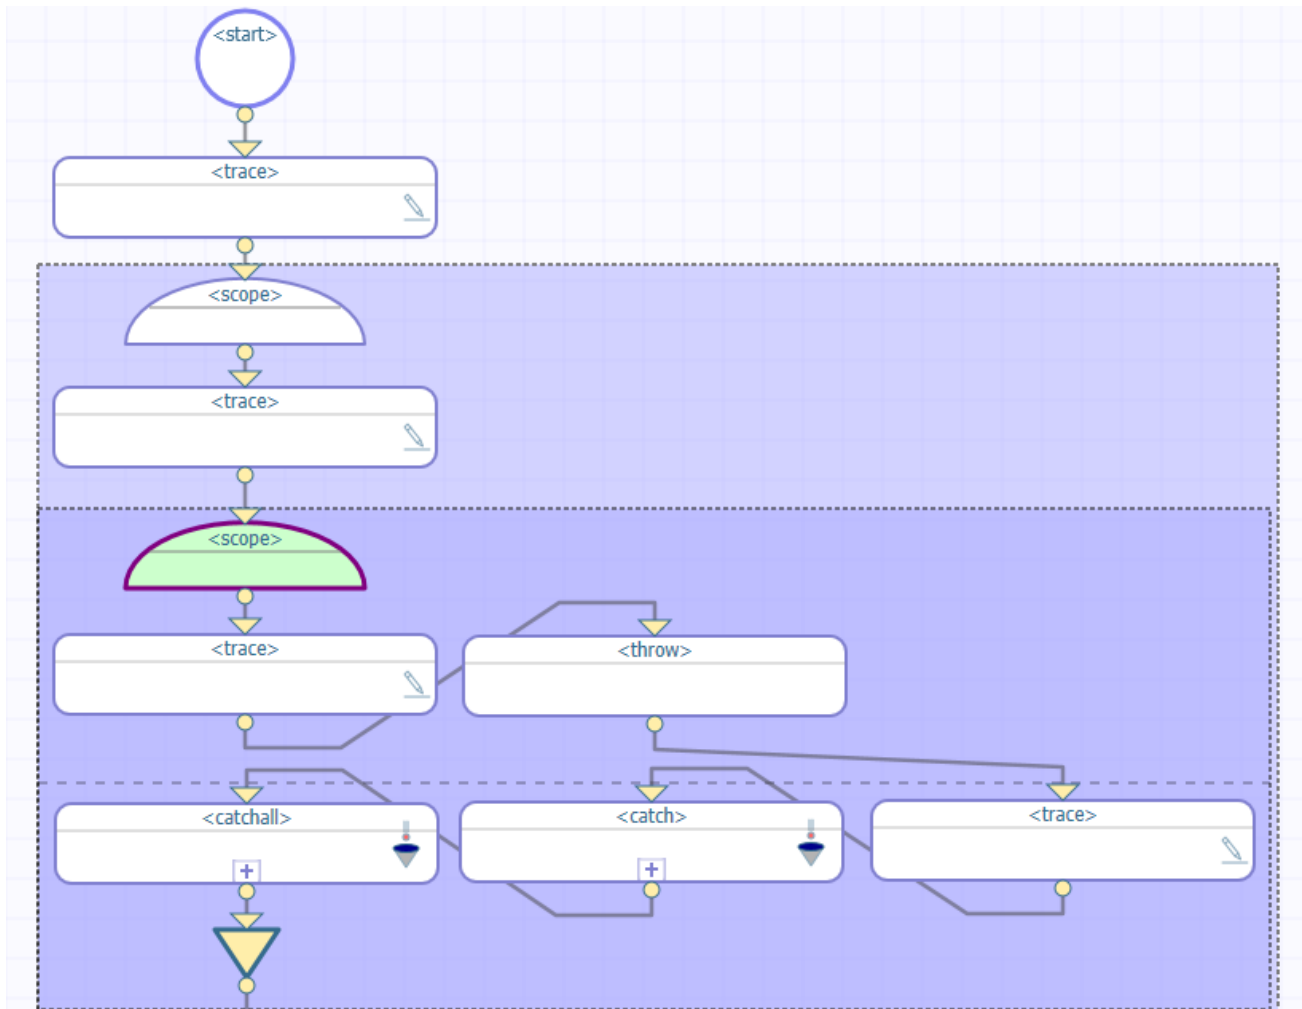 <start>
<trace>
<scope>
<trace>
<scope>
<trace>
<throw>
<catchall>
<catch>
<trace>